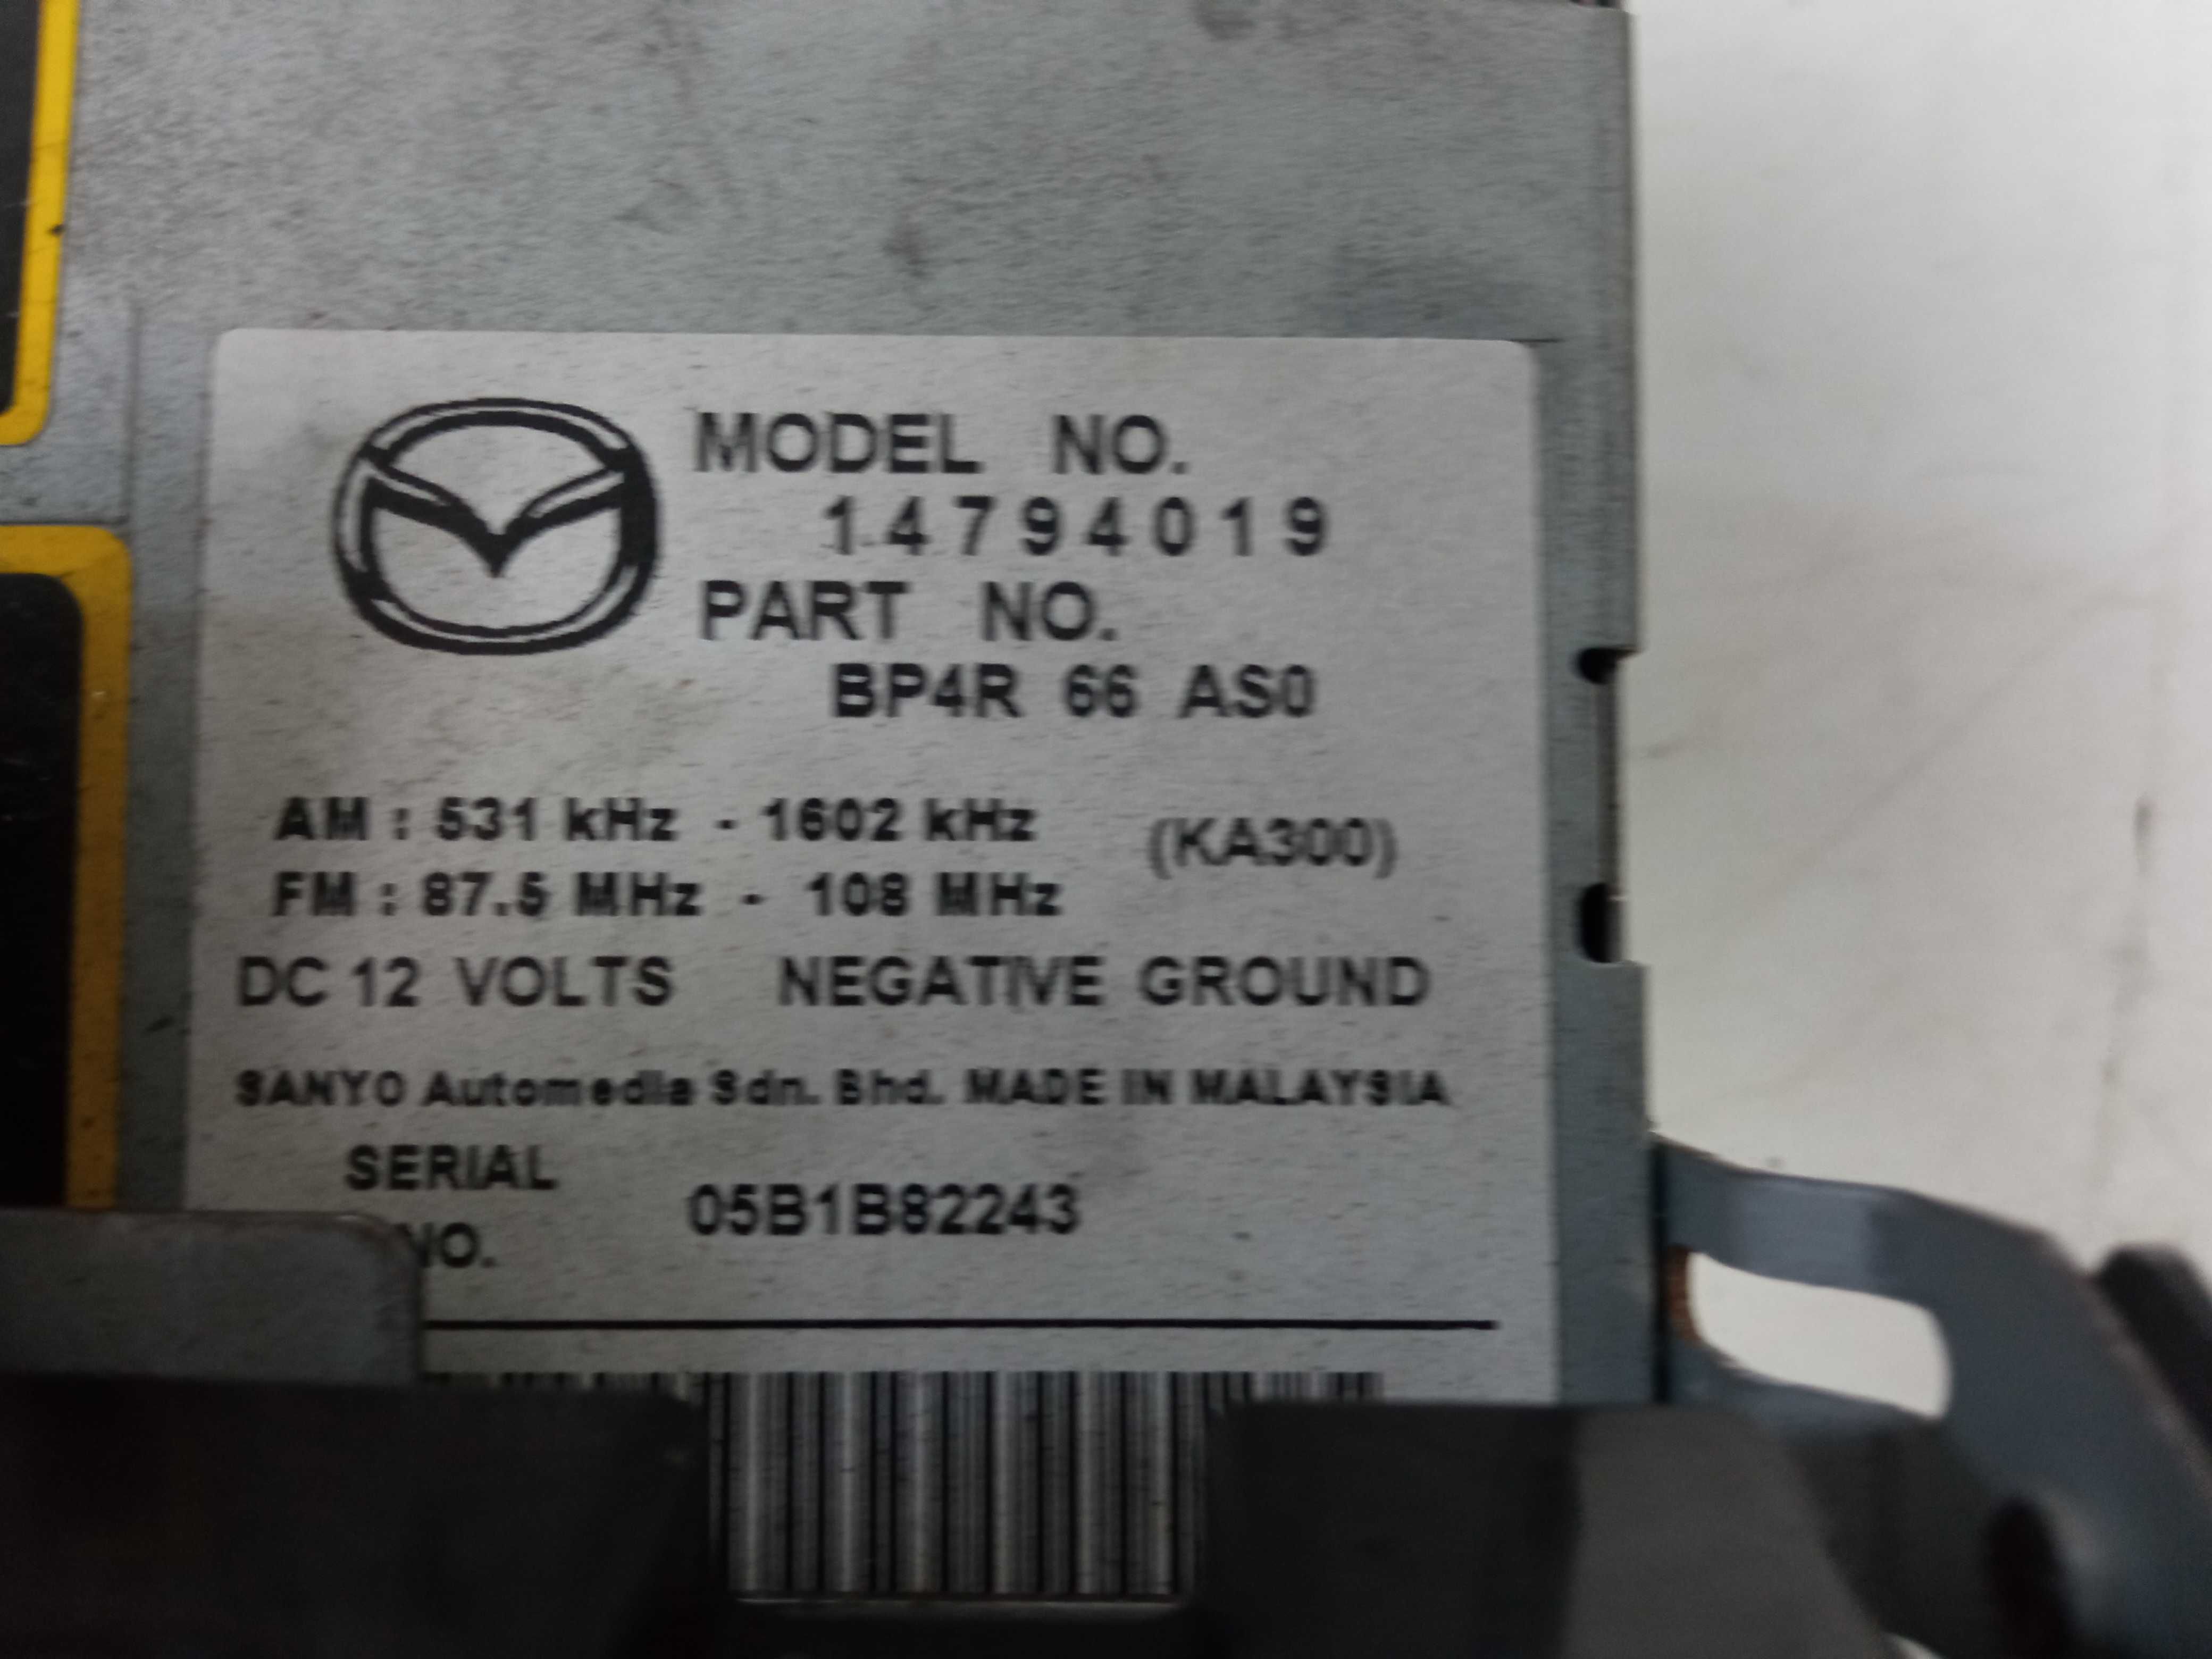 MODEL NO.
14794019
PART NO.
BP4R 66 AS0
AM : 531 kHz - 1602 kHz (KA300)
FM : 87.5 MHz - 108 MHz
DC 12 VOLTS NEGATIVE GROUND
SANYO Automedia Sdn. Bhd. MADE IN MALAYSIA
SERIAL
NO. 05B1B82243